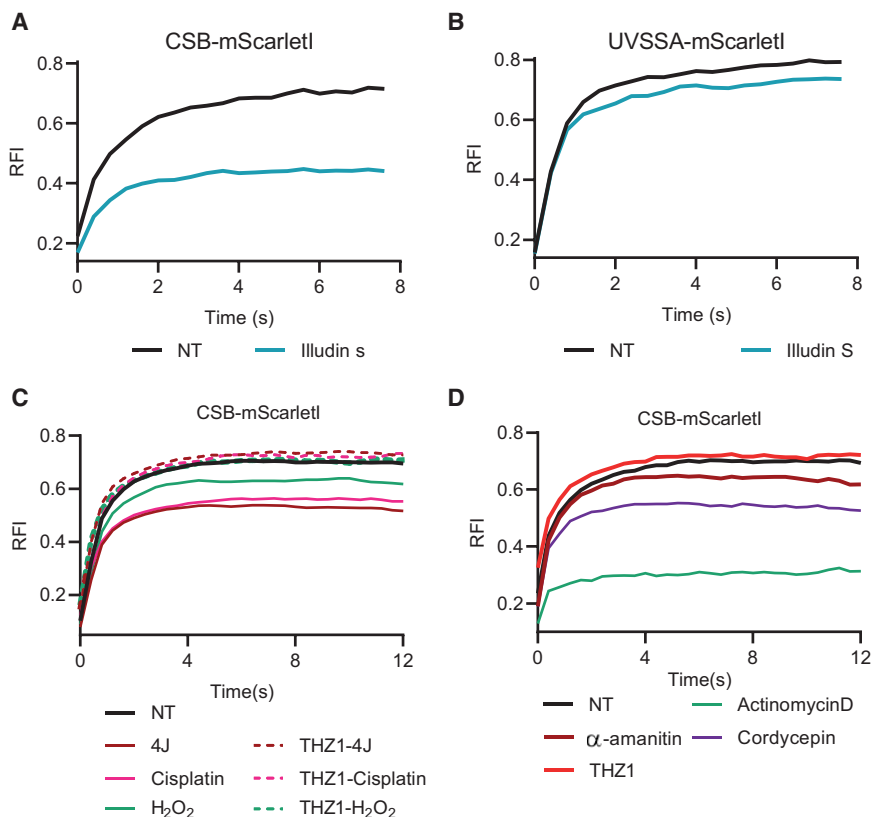 A
CSB-mScarletI
0.8
0.6
0.4
0.2
RFI
0 2 4 6 8
Time (s)
NT Illudin s
B
UVSSA-mScarletI
0.8
0.6
0.4
0.2
RFI
0 2 4 6 8
Time (s)
NT Illudin S
C
CSB-mScarletI
0.8
0.6
0.4
0.2
RFI
0 4 8 12
Time(s)
NT
4J THZ1-4J
Cisplatin THZ1-Cisplatin
H₂O₂ THZ1-H₂O₂
D
CSB-mScarletI
0.8
0.6
0.4
0.2
RFI
0 4 8 12
Time(s)
NT ActinomycinD
α-amanitin Cordycepin
THZ1